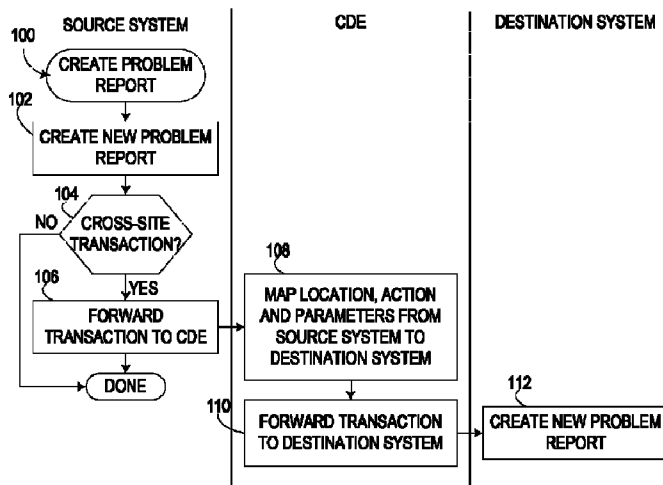 SOURCE SYSTEM
CDE
DESTINATION SYSTEM
100
CREATE PROBLEM
REPORT
102
CREATE NEW PROBLEM
REPORT
104
NO
CROSS-SITE
TRANSACTION?
YES
106
FORWARD
TRANSACTION TO CDE
DONE
108
MAP LOCATION, ACTION
AND PARAMETERS FROM
SOURCE SYSTEM TO
DESTINATION SYSTEM
110
FORWARD TRANSACTION
TO DESTINATION SYSTEM
112
CREATE NEW PROBLEM
REPORT